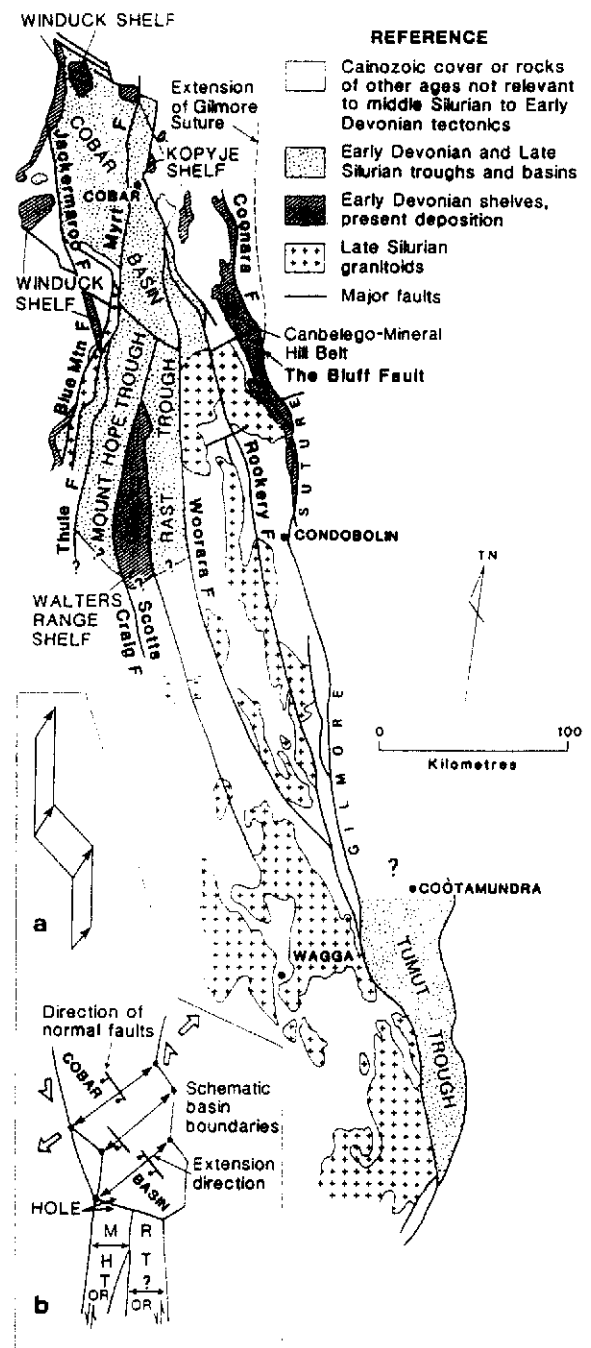 WINDUCK SHELF
REFERENCE
Cainozoic cover or rocks
of other ages not relevant
to middle Silurian to Early
Devonian tectonics
Early Devonian and Late
Silurian troughs and basins
Early Devonian shelves,
present deposition
Late Silurian
granitoids
Major faults
Extension
of Gilmore
Suture
COBAR
BASIN
KOPYJE
SHELF
COBAR
Jackermaroo F
Myrt F
Coonara F
WINDUCK
SHELF
Canbelego-Mineral
Hill Belt
The Bluff Fault
Blue Mtn F
Thule F
MOUNT HOPE TROUGH
RAST TROUGH
Woorara F
Rookery F
GILMORE SUTURE
CONDOBOLIN
?
?
?
WALTERS
RANGE
SHELF
Scotts
Craig F
TN
0 100
Kilometres
?
COOTAMUNDRA
WAGGA
TUMUT
TROUGH
a
Direction of
normal faults
COBAR
BASIN
Schematic
basin
boundaries
Extension
direction
HOLE
M R
H T
T ?
OR OR
b